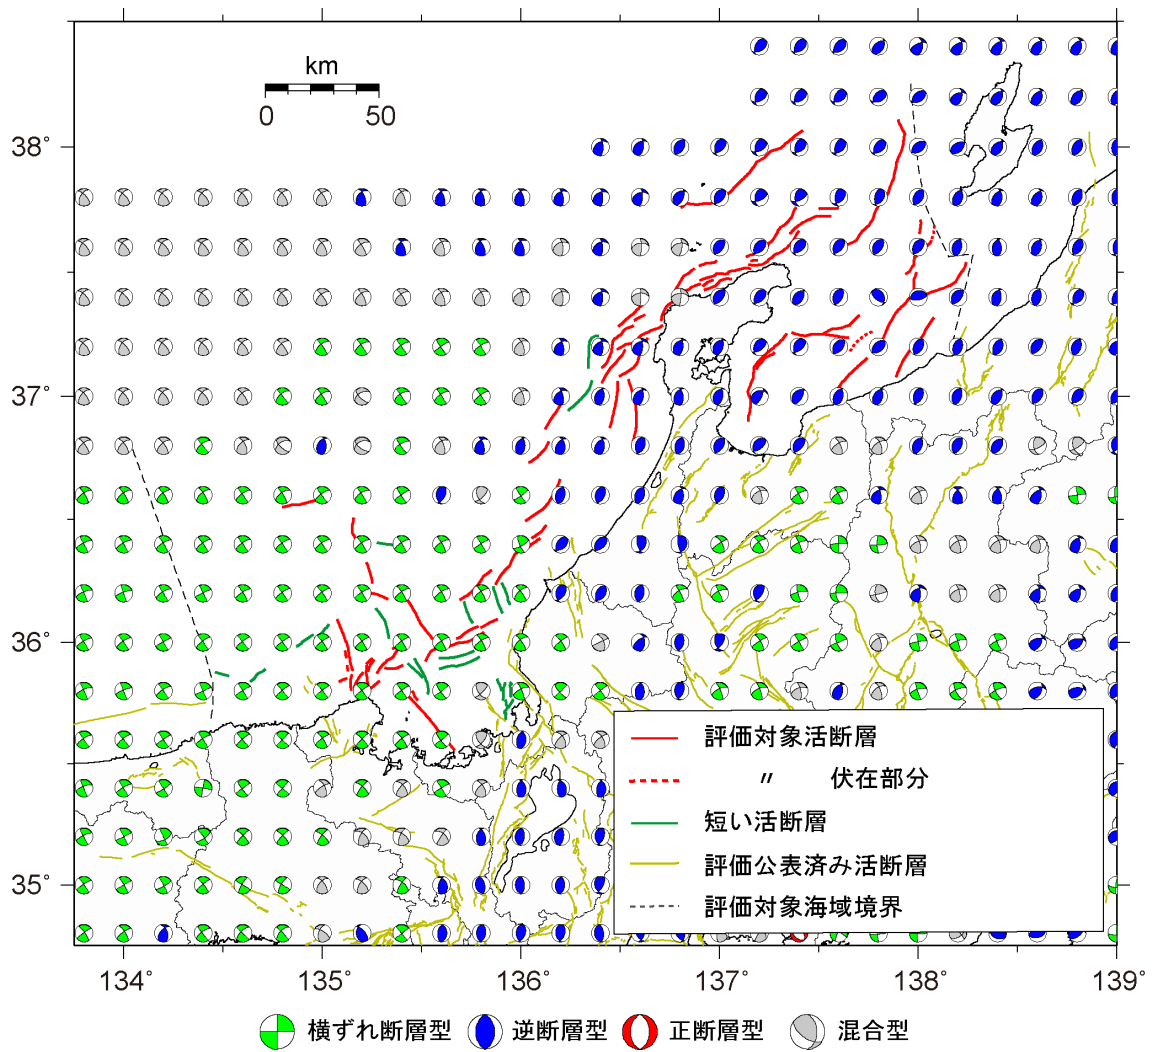 km
0 50
38°
37°
36°
35°
134° 135° 136° 137° 138° 139°
評価対象活断層
〃 伏在部分
短い活断層
評価公表済み活断層
評価対象海域境界
横ずれ断層型 逆断層型 正断層型 混合型